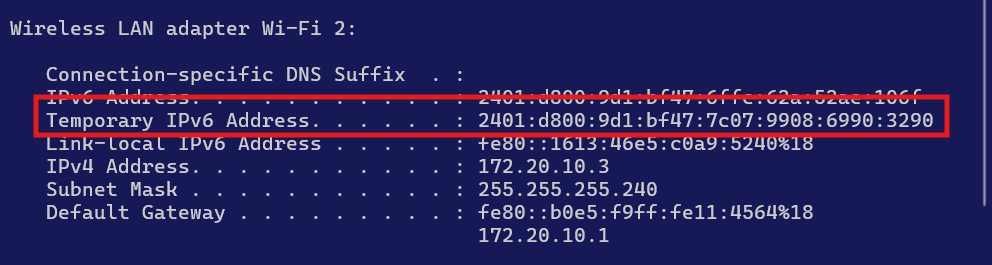 Wireless LAN adapter Wi-Fi 2:
Connection-specific DNS Suffix  . :
IPv6 Address. . . . . . . . . . . : 2401:d800:9d1:bf47:6ffc:62a:52ae:106f
Temporary IPv6 Address. . . . . . : 2401:d800:9d1:bf47:7c07:9908:6990:3290
Link-local IPv6 Address . . . . . : fe80::1613:46e5:c0a9:5240%18
IPv4 Address. . . . . . . . . . . : 172.20.10.3
Subnet Mask . . . . . . . . . . . : 255.255.255.240
Default Gateway . . . . . . . . . : fe80::b0e5:f9ff:fe11:4564%18
172.20.10.1